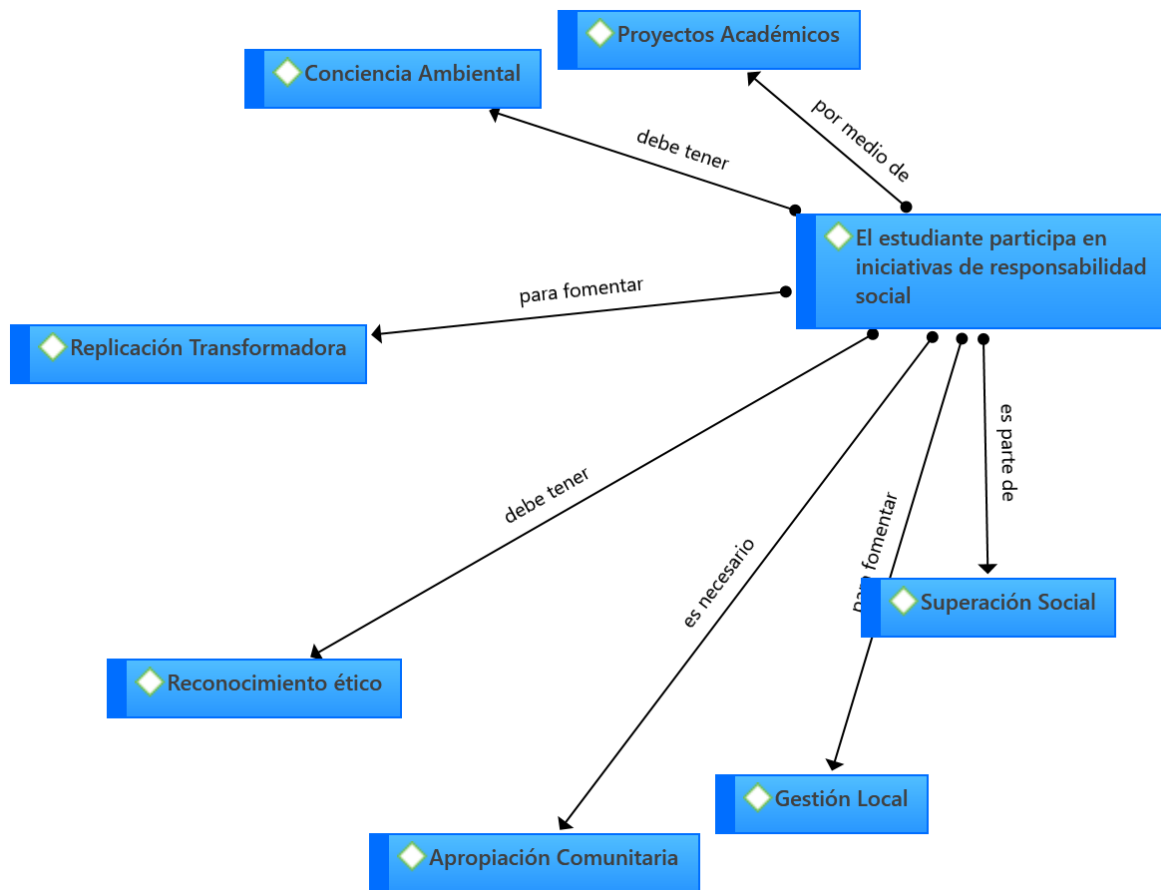 Proyectos Académicos
Conciencia Ambiental
por medio de
debe tener
El estudiante participa en
iniciativas de responsabilidad
social
para fomentar
Replicación Transformadora
es parte de
debe tener
para fomentar
es necesario
Superación Social
Reconocimiento ético
Gestión Local
Apropiación Comunitaria